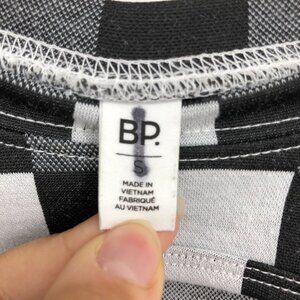 BP.
S
MADE IN
VIETNAM
FABRIQUÉ
AU VIETNAM